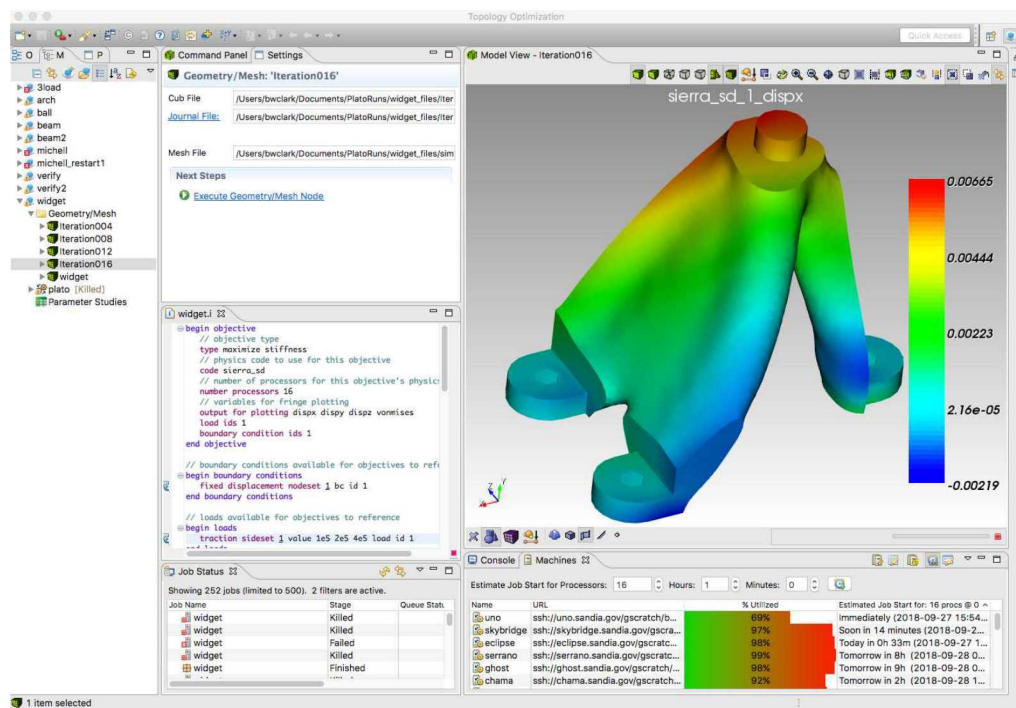 Topology Optimization
Quick Access
O M P
3load
arch
ball
beam
beam2
michell
michell_restart1
verify
verify2
widget
Geometry/Mesh
Iteration004
Iteration008
Iteration012
Iteration016
widget
plato [Killed]
Parameter Studies
Command Panel Settings
Geometry/Mesh: 'Iteration016'
Cub File /Users/bwclark/Documents/PlatoRuns/widget_files/iter
Journal File: /Users/bwclark/Documents/PlatoRuns/widget_files/iter
Mesh File /Users/bwclark/Documents/PlatoRuns/widget_files/sim
Next Steps
Execute Geometry/Mesh Node
widget.i
begin objective
// objective type
type maximize stiffness
// physics code to use for this objective
code sierra_sd
// number of processors for this objective's physics
number processors 16
// variables for fringe plotting
output for plotting dispx dispy dispz vonmises
load ids 1
boundary condition ids 1
end objective
// boundary conditions available for objectives to refe
begin boundary conditions
fixed displacement nodeset 1 bc id 1
end boundary conditions
// loads available for objectives to reference
begin loads
traction sideset 1 value 1e5 2e5 4e5 load id 1
Job Status
Showing 252 jobs (limited to 500). 2 filters are active.
Job Name Stage Queue Statu
widget Killed
widget Killed
widget Failed
widget Killed
widget Finished
Model View - Iteration016
sierra_sd_1_dispx
0.00665
0.00444
0.00223
2.16e-05
-0.00219
Console Machines
Estimate Job Start for Processors: 16 Hours: 1 Minutes: 0
Name URL % Utilized Estimated Job Start for: 16 procs @ 0
uno ssh://uno.sandia.gov/gscratch/b... 69% Immediately (2018-09-27 15:54...
skybridge ssh://skybridge.sandia.gov/gscra... 97% Soon in 14 minutes (2018-09-2...
eclipse ssh://eclipse.sandia.gov/gscratc... 98% Today in 0h 33m (2018-09-27 1...
serrano ssh://serrano.sandia.gov/gscratc... 99% Tomorrow in 8h (2018-09-28 0...
ghost ssh://ghost.sandia.gov/gscratch/... 98% Tomorrow in 9h (2018-09-28 0...
chama ssh://chama.sandia.gov/gscratch... 92% Tomorrow in 2h (2018-09-28 1...
1 item selected